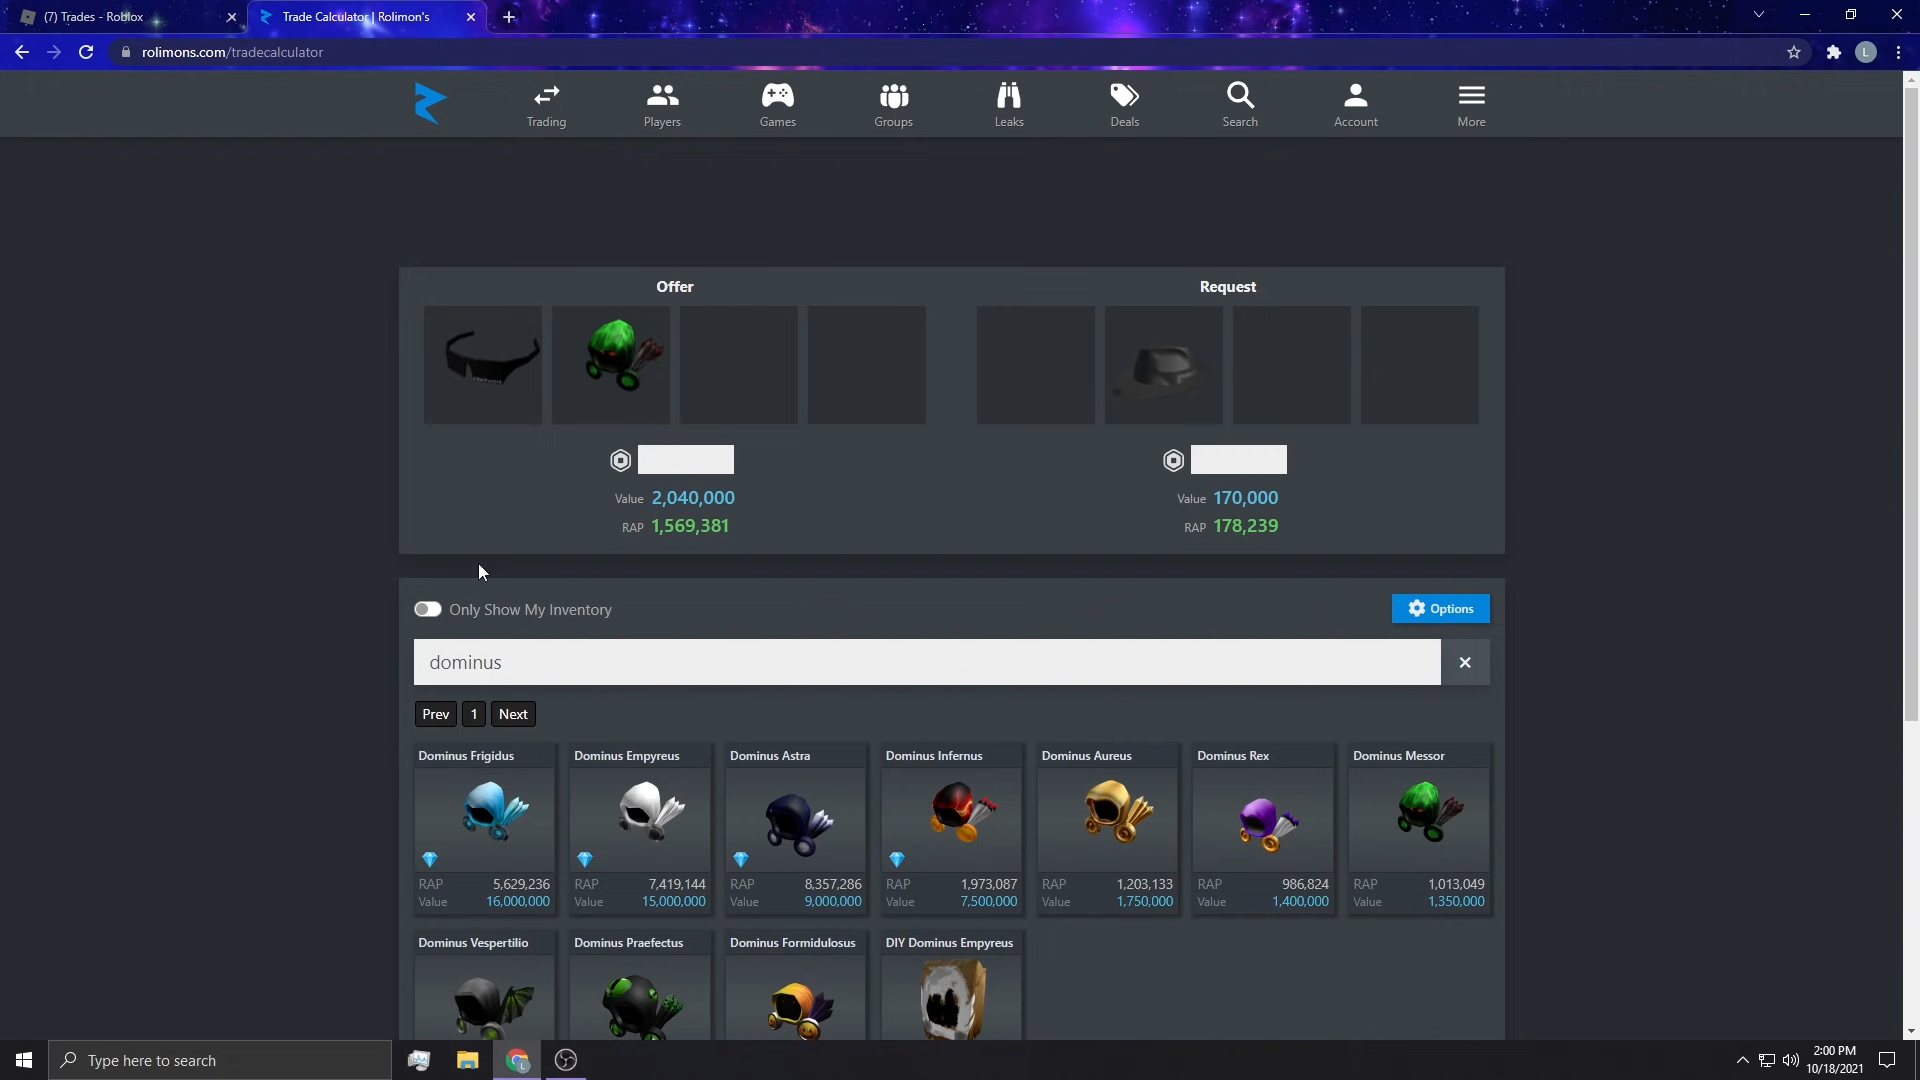 (7) Trades - Roblox
Trade Calculator | Rolimon's
rolimons.com/tradecalculator
L
Trading
Players
Games
Groups
Leaks
Deals
Search
Account
More
Offer
Request
Value 2,040,000
RAP 1,569,381
Value 170,000
RAP 178,239
Only Show My Inventory
Options
dominus
Prev 1 Next
Dominus Frigidus
RAP 5,629,236
Value 16,000,000
Dominus Empyreus
RAP 7,419,144
Value 15,000,000
Dominus Astra
RAP 8,357,286
Value 9,000,000
Dominus Infernus
RAP 1,973,087
Value 7,500,000
Dominus Aureus
RAP 1,203,133
Value 1,750,000
Dominus Rex
RAP 986,824
Value 1,400,000
Dominus Messor
RAP 1,013,049
Value 1,350,000
Dominus Vespertilio
Dominus Praefectus
Dominus Formidulosus
DIY Dominus Empyreus
Type here to search
L
2:00 PM
10/18/2021